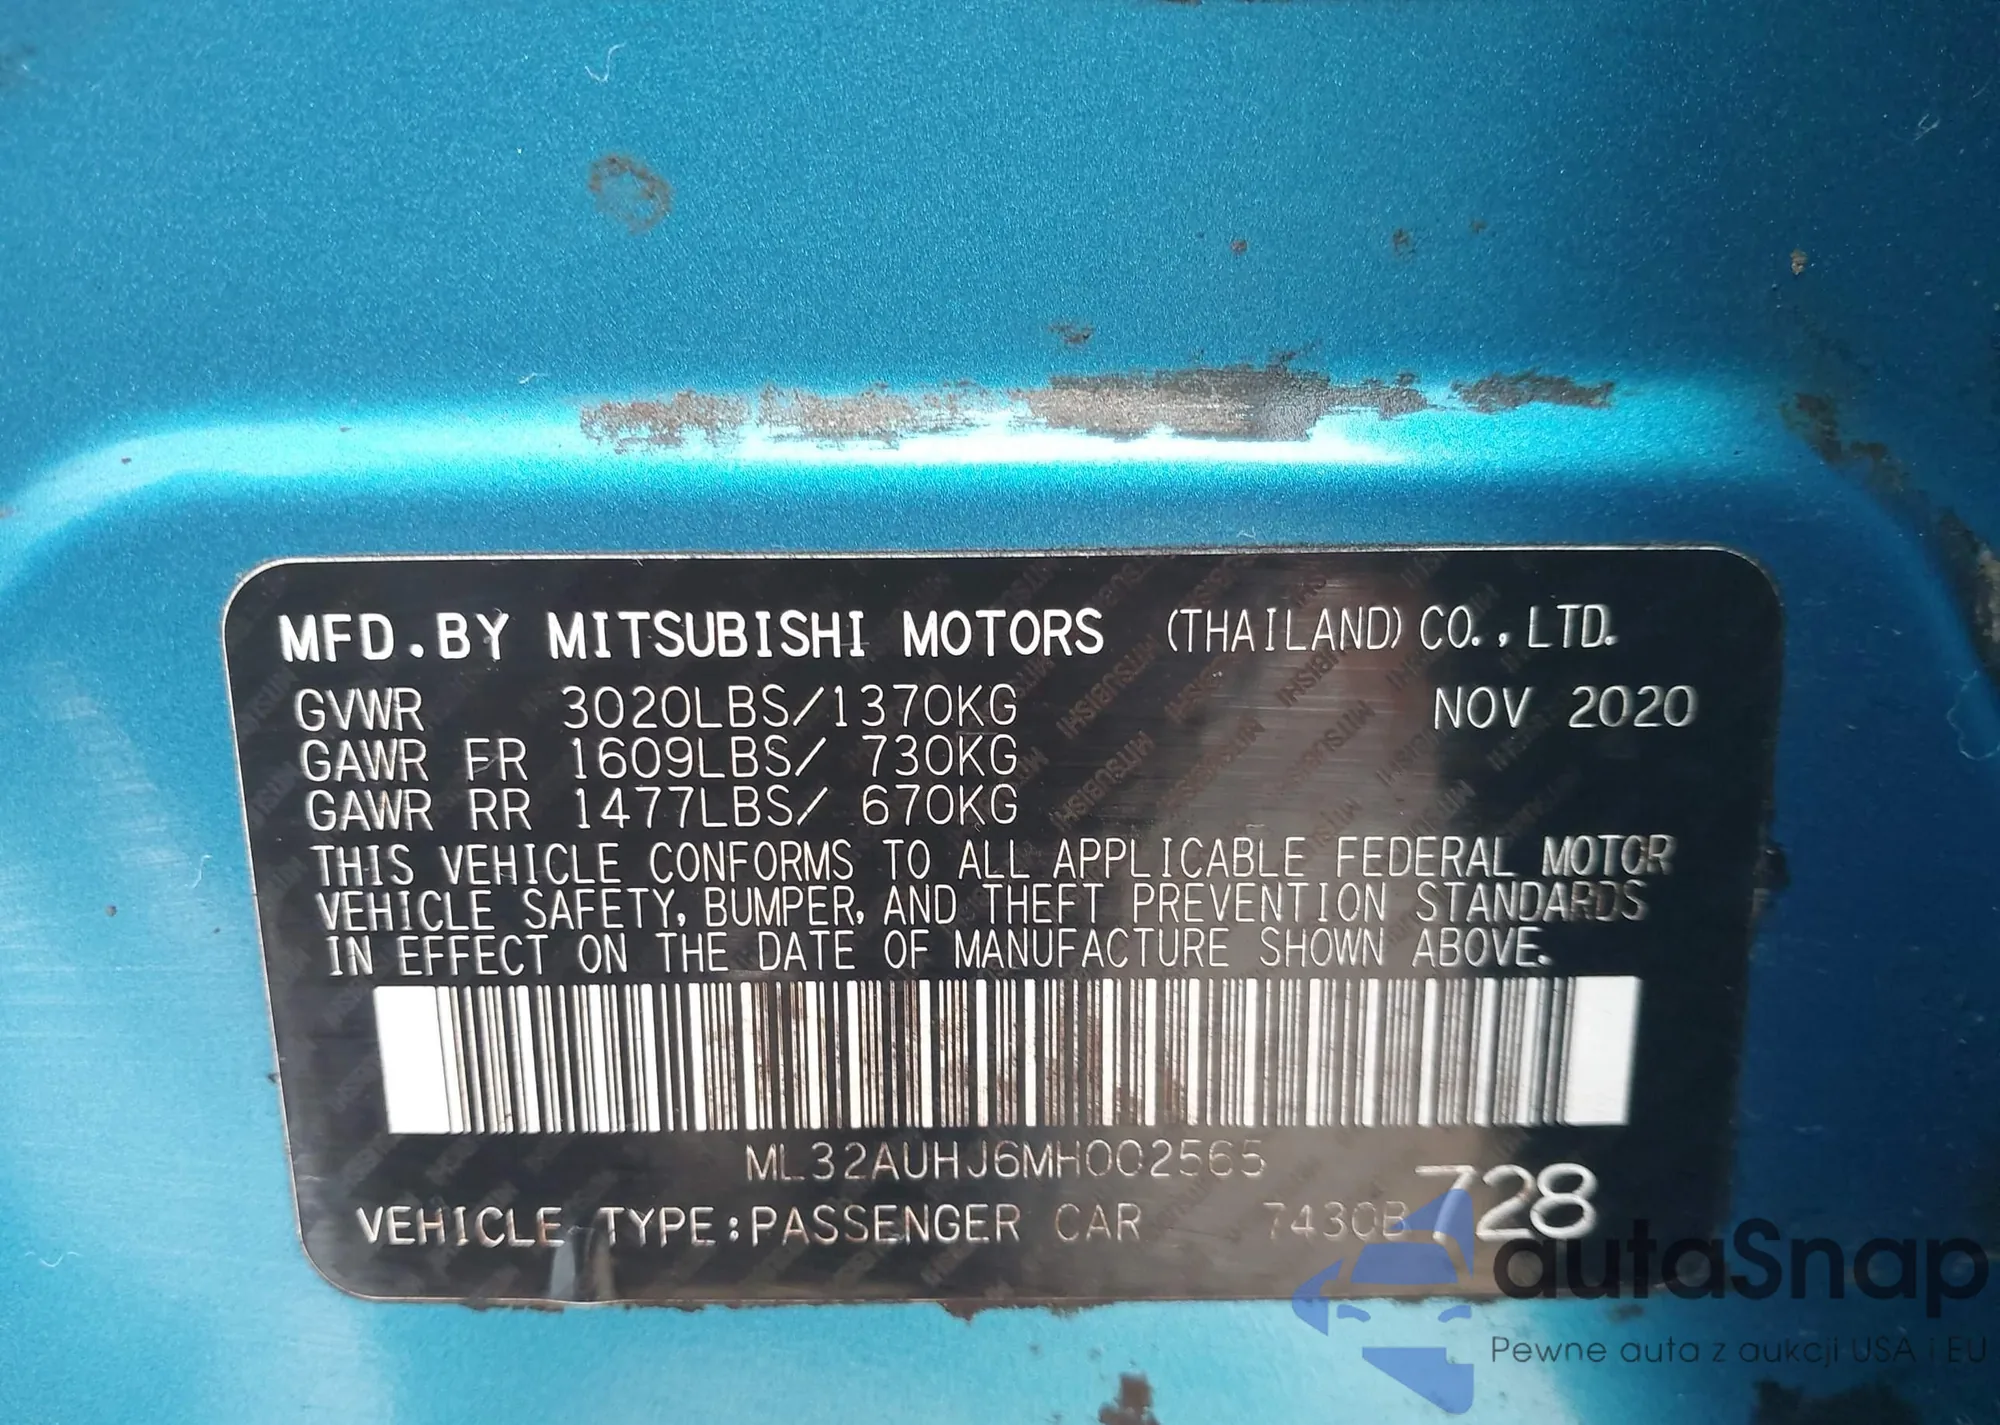 MFD.BY MITSUBISHI MOTORS (THAILAND) CO., LTD.
GVWR 3020LBS/1370KG NOV 2020
GAWR FR 1609LBS/ 730KG
GAWR RR 1477LBS/ 670KG
THIS VEHICLE CONFORMS TO ALL APPLICABLE FEDERAL MOTOR
VEHICLE SAFETY, BUMPER, AND THEFT PREVENTION STANDARDS
IN EFFECT ON THE DATE OF MANUFACTURE SHOWN ABOVE.
ML32AUHJ6MH002565
VEHICLE TYPE:PASSENGER CAR 7430B 728
autaSnap
Pewne auta z aukcji USA i EU